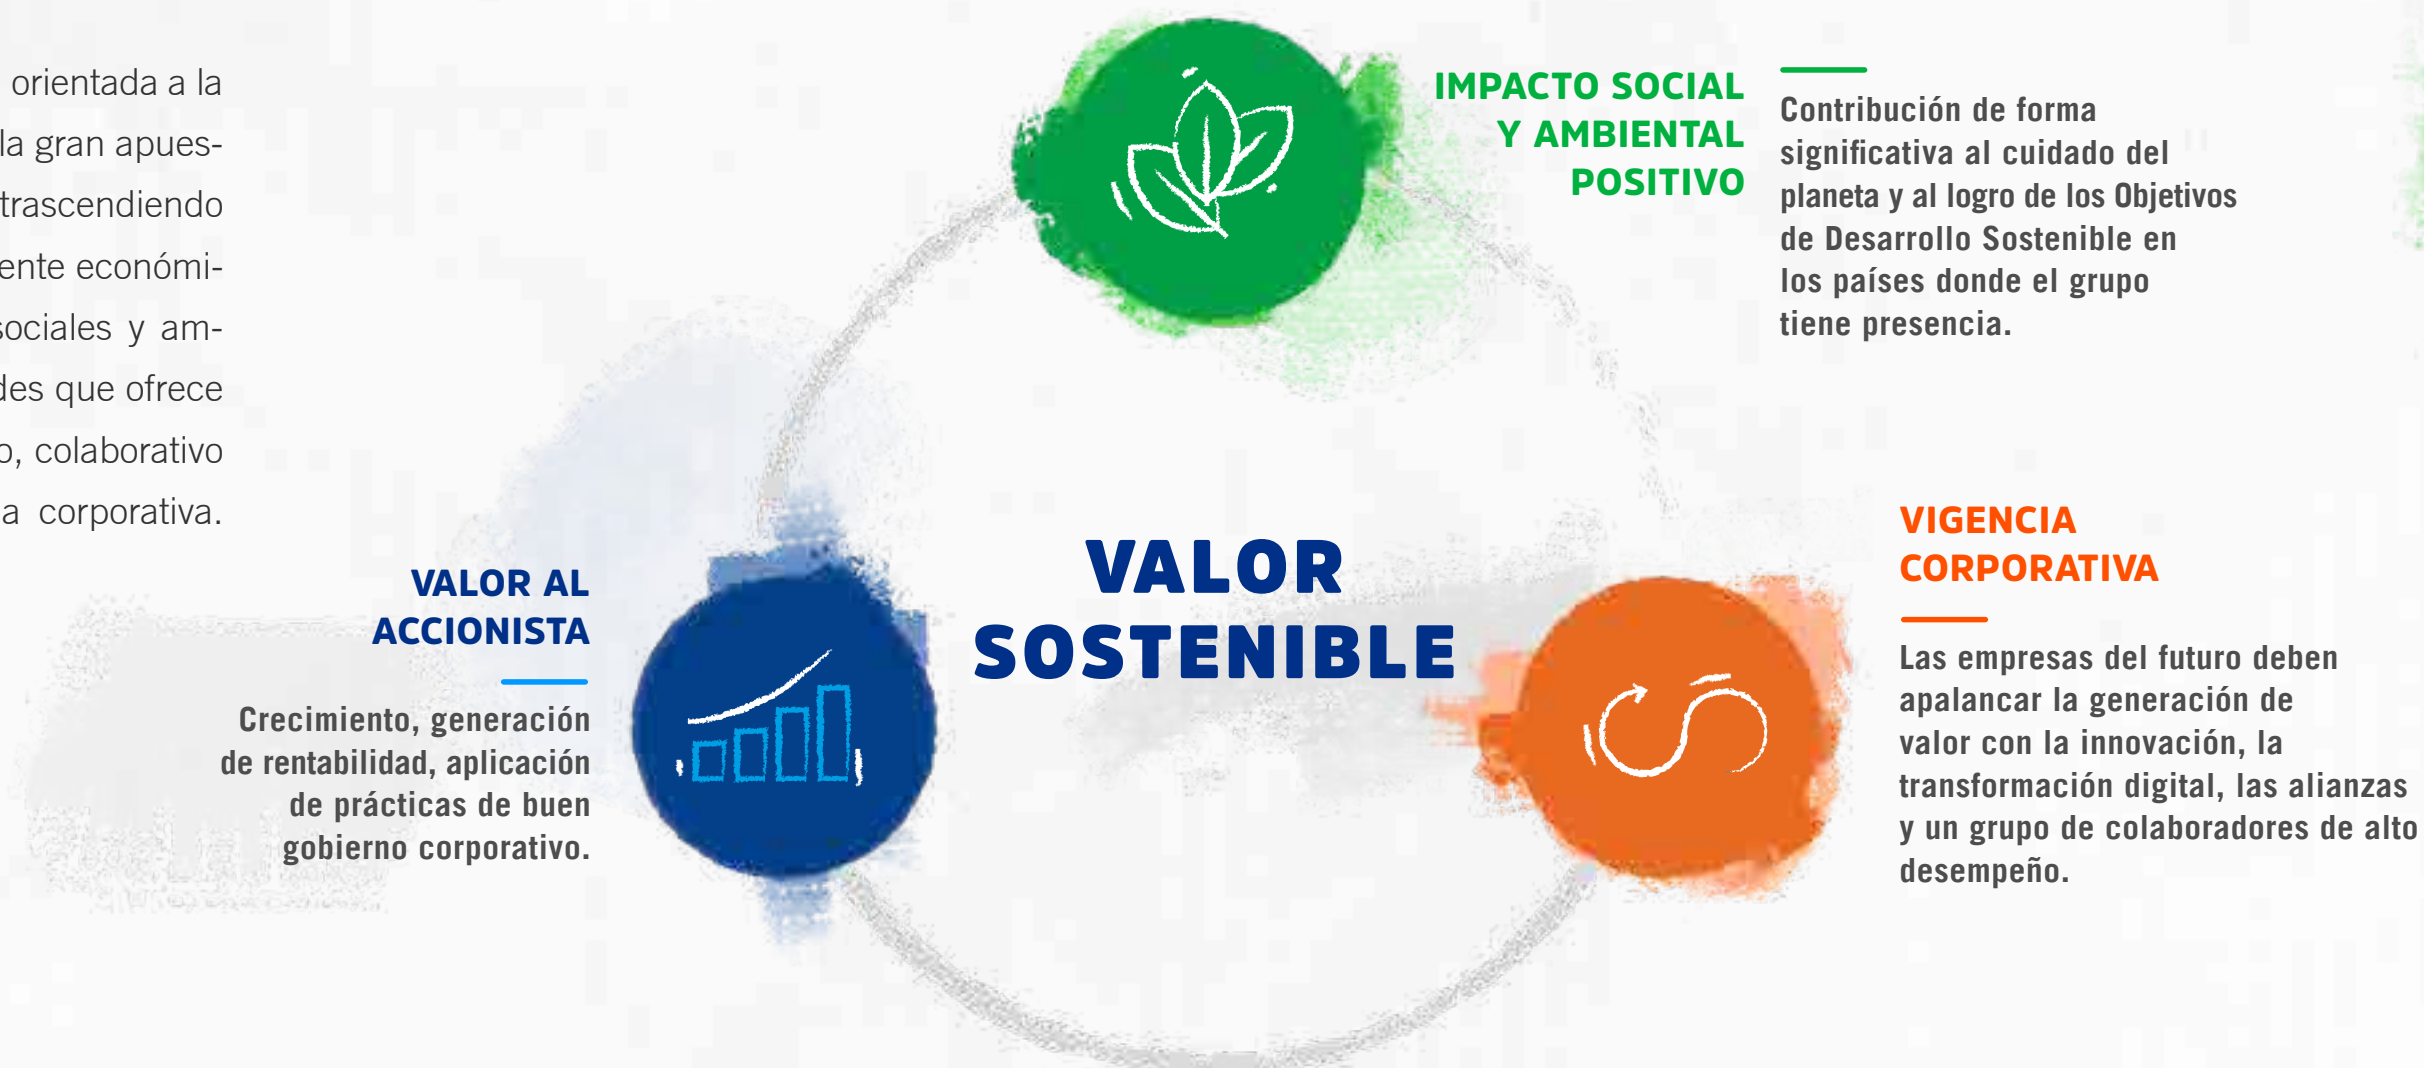 orientada a la
la gran apues-
trascendiendo
económi-
sociales y am-
que ofrece
colaborativo
corporativa.
IMPACTO SOCIAL
Y AMBIENTAL
POSITIVO
Contribución de forma
significativa al cuidado del
planeta y al logro de los Objetivos
de Desarrollo Sostenible en
los países donde el grupo
tiene presencia.
VALOR AL
ACCIONISTA
Crecimiento, generación
de rentabilidad, aplicación
de prácticas de buen
gobierno corporativo.
VALOR
SOSTENIBLE
VIGENCIA
CORPORATIVA
Las empresas del futuro deben
apalancar la generación de
valor con la innovación, la
transformación digital, las alianzas
y un grupo de colaboradores de alto
desempeño.